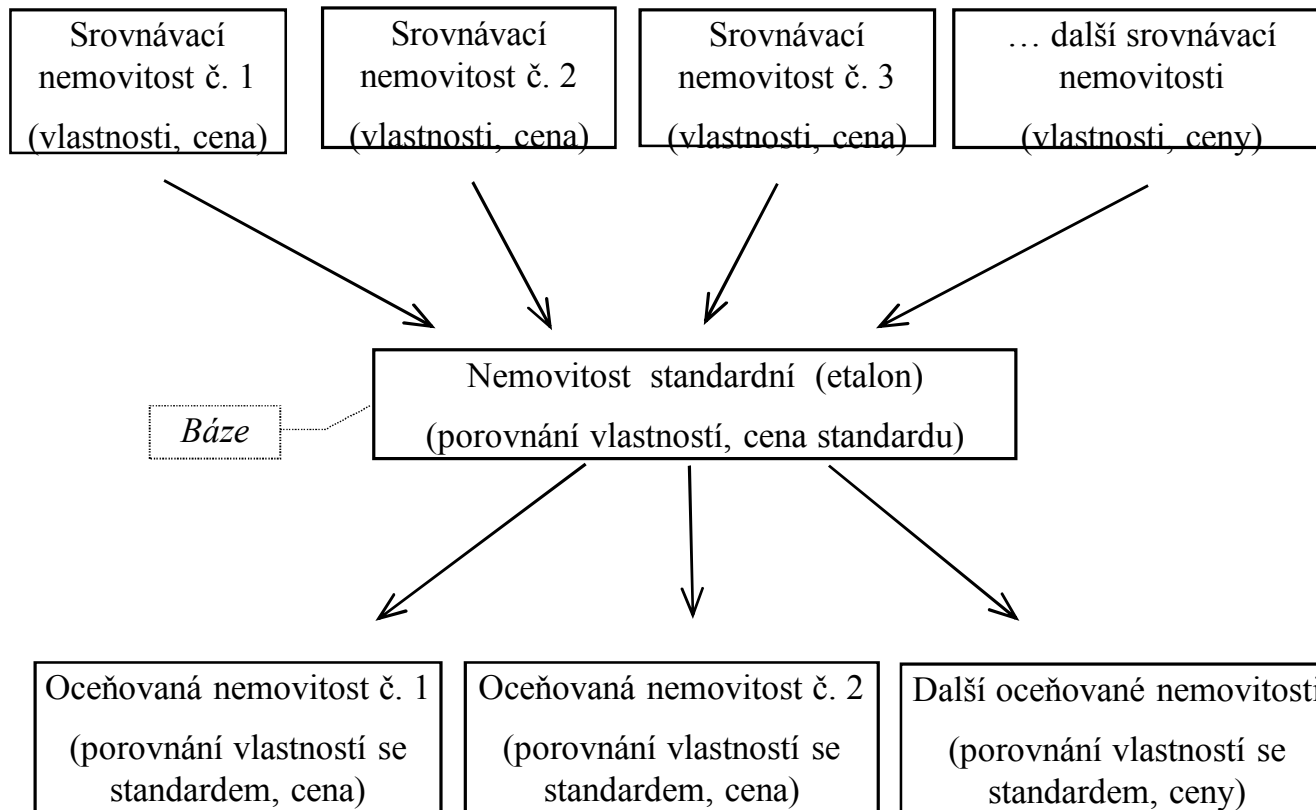 Srovnávací
nemovitost č. 1
(vlastnosti, cena)
Srovnávací
nemovitost č. 2
(vlastnosti, cena)
Srovnávací
nemovitost č. 3
(vlastnosti, cena)
… další srovnávací
nemovitosti
(vlastnosti, ceny)
Nemovitost standardní (etalon)
(porovnání vlastností, cena standardu)
Báze
Oceňovaná nemovitost č. 1
(porovnání vlastností se
standardem, cena)
Oceňovaná nemovitost č. 2
(porovnání vlastností se
standardem, cena)
Další oceňované nemovitosti
(porovnání vlastností se
standardem, ceny)